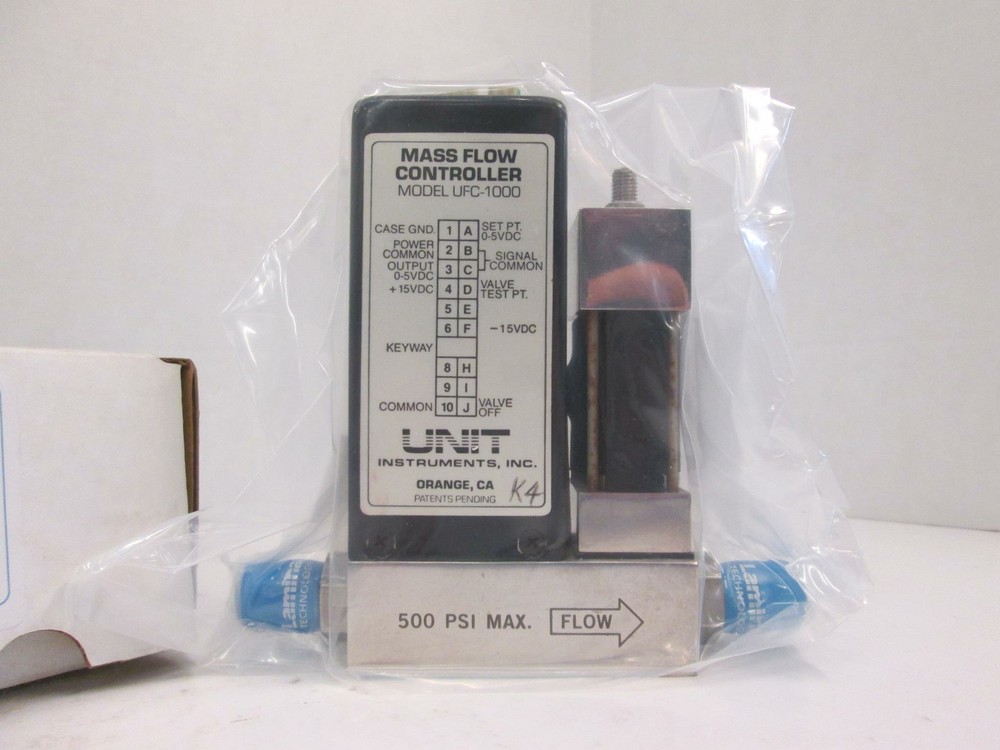 MASS FLOW
CONTROLLER
MODEL UFC-1000
CASE GND. 1 A SET PT.
0-5VDC
POWER
COMMON 2 B SIGNAL
COMMON
OUTPUT
0-5VDC 3 C
+15VDC 4 D VALVE
TEST PT.
5 E
6 F -15VDC
KEYWAY
8 H
9 I
COMMON 10 J VALVE
OFF
UNIT
INSTRUMENTS, INC.
ORANGE, CA
PATENTS PENDING K4
500 PSI MAX. FLOW